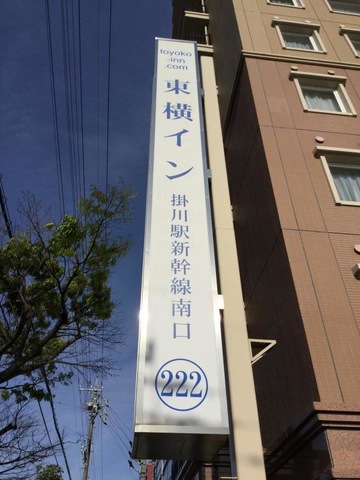 toyoko
-inn
.com
東横イン
掛川駅新幹線南口
222